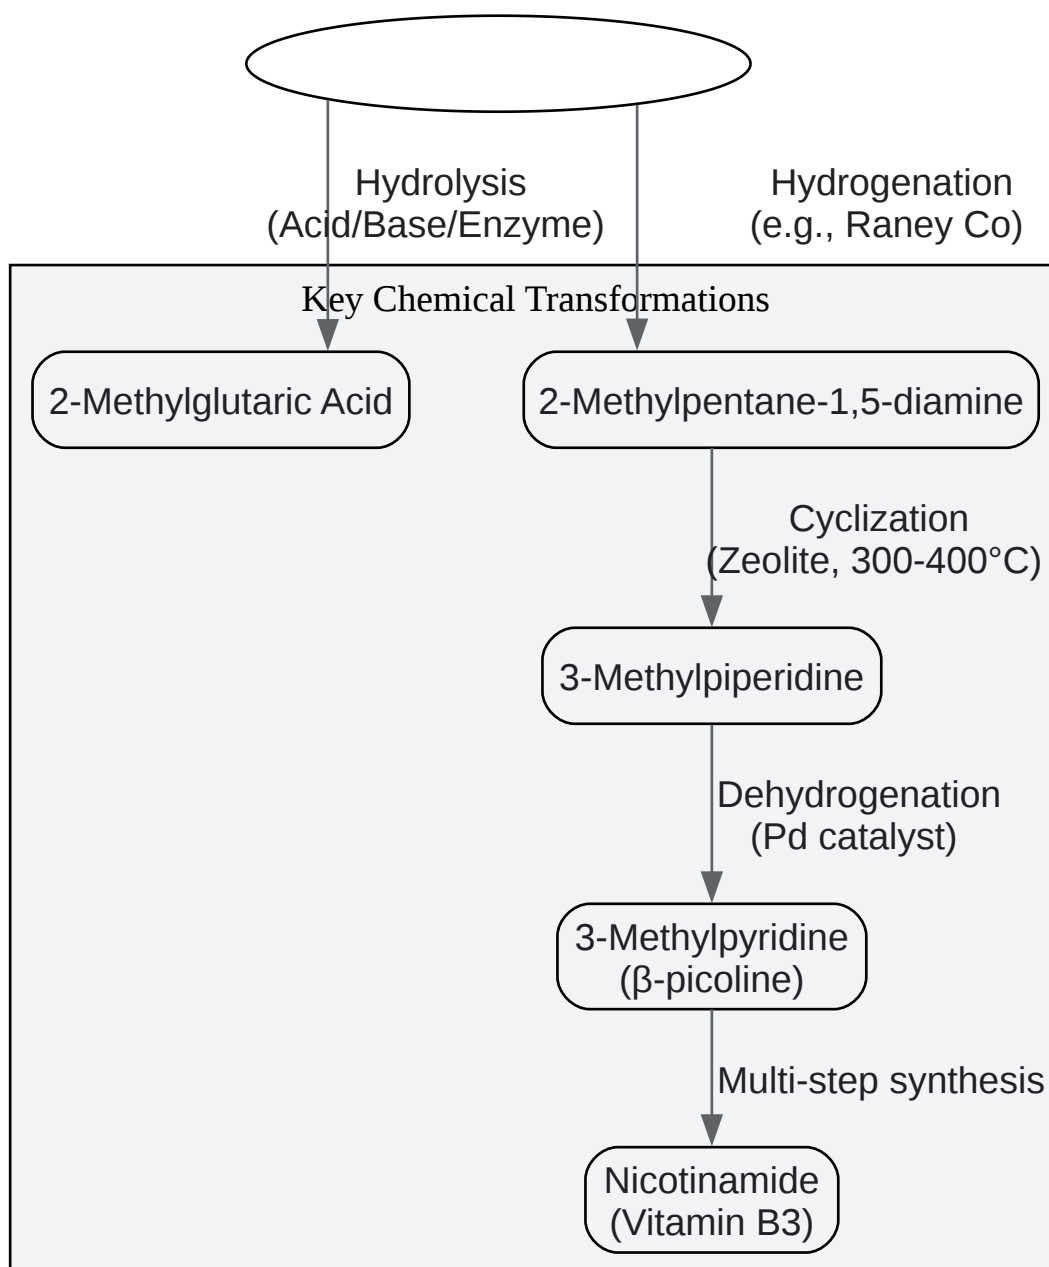 Hydrolysis
(Acid/Base/Enzyme)
Hydrogenation
(e.g., Raney Co)
Key Chemical Transformations
2-Methylglutaric Acid
2-Methylpentane-1,5-diamine
Cyclization
(Zeolite, 300-400°C)
3-Methylpiperidine
Dehydrogenation
(Pd catalyst)
3-Methylpyridine
(β-picoline)
Multi-step synthesis
Nicotinamide
(Vitamin B3)